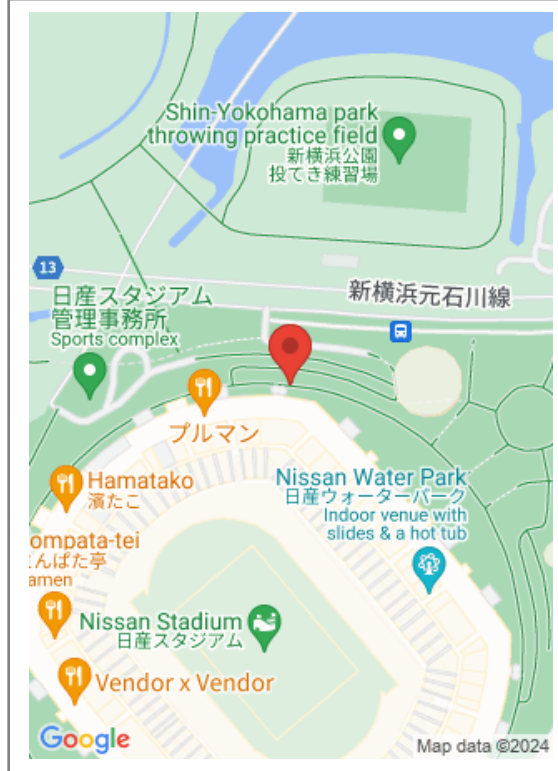 Shin-Yokohama park
throwing practice field
新横浜公園
投てき練習場
13
新横浜元石川線
日産スタジアム
管理事務所
Sports complex
プルマン
Hamatako
濱たこ
Nissan Water Park
日産ウォーターパーク
Indoor venue with
slides & a hot tub
ompata-tei
んぱた亭
amen
Nissan Stadium
日産スタジアム
Vendor x Vendor
Google
Map data ©2024